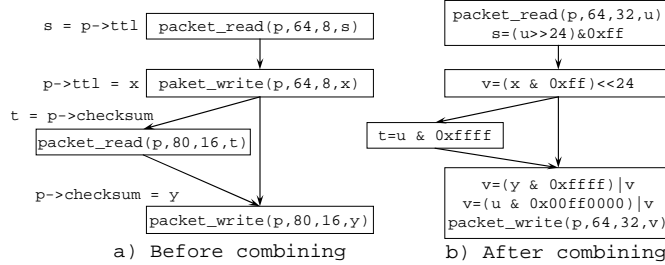 s = p->ttl
packet_read(p,64,8,s)
p->ttl = x
paket_write(p,64,8,x)
t = p->checksum
packet_read(p,80,16,t)
p->checksum = y
packet_write(p,80,16,y)
a) Before combining
packet_read(p,64,32,u)
s=(u>>24)&0xff
v=(x & 0xff)<<24
t=u & 0xffff
v=(y & 0xffff)|v
v=(u & 0x00ff0000)|v
packet_write(p,64,32,v)
b) After combining